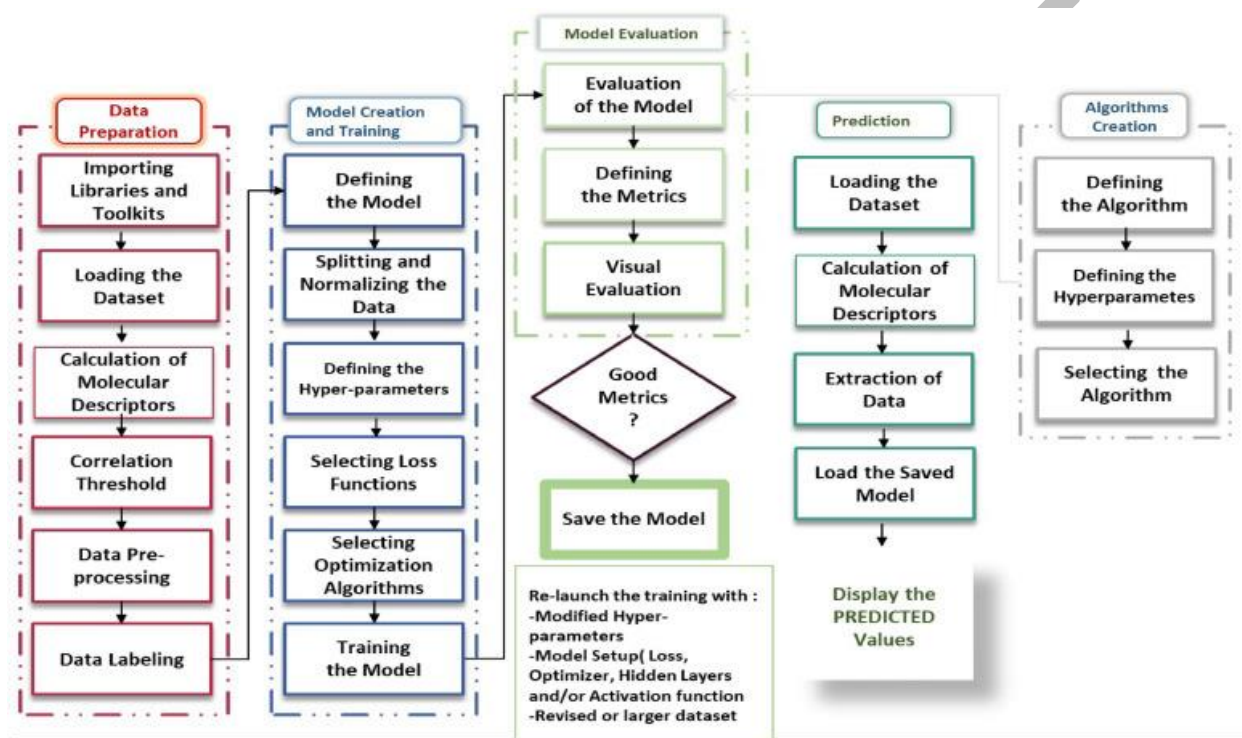 Data
Preparation
Importing
Libraries and
Toolkits
Loading the
Dataset
Calculation of
Molecular
Descriptors
Correlation
Threshold
Data Pre-
processing
Data Labeling
Model Creation
and Training
Defining
the Model
Splitting and
Normalizing the
Data
Defining the
Hyper-parameters
Selecting Loss
Functions
Selecting
Optimization
Algorithms
Training
the Model
Model Evaluation
Evaluation
of the Model
Defining
the Metrics
Visual
Evaluation
Good
Metrics
?
Save the Model
Re-launch the training with :
-Modified Hyper-
parameters
-Model Setup( Loss,
Optimizer, Hidden Layers
and/or Activation function
-Revised or larger dataset
Prediction
Loading the
Dataset
Calculation of
Molecular
Descriptors
Extraction of
Data
Load the Saved
Model
Display the
PREDICTED
Values
Algorithms
Creation
Defining
the Algorithm
Defining the
Hyperparametes
Selecting the
Algorithm